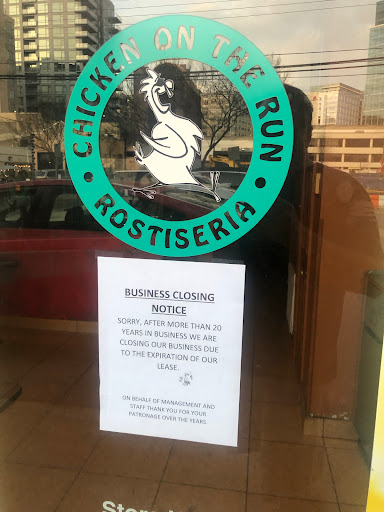 CHICKEN ON THE RUN
ROSTISERIA
BUSINESS CLOSING
NOTICE
SORRY, AFTER MORE THAN 20
YEARS IN BUSINESS WE ARE
CLOSING OUR BUSINESS DUE
TO THE EXPIRATION OF OUR
LEASE.
ON BEHALF OF MANAGEMENT AND
STAFF THANK YOU FOR YOUR
PATRONAGE OVER THE YEARS